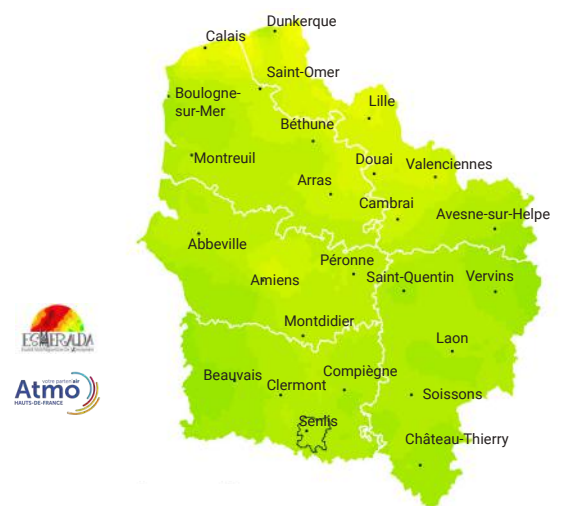 Dunkerque
Calais
Saint-Omer
Boulogne-
sur-Mer
Lille
Béthune
Montreuil
Douai
Valenciennes
Arras
Cambrai
Avesne-sur-Helpe
Abbeville
Péronne
Amiens
Saint-Quentin
Vervins
Montdidier
Laon
Beauvais
Clermont
Compiègne
Soissons
Senlis
Château-Thierry
ESMERALDA
votre parten'air
Atmo
HAUTS-DE-FRANCE